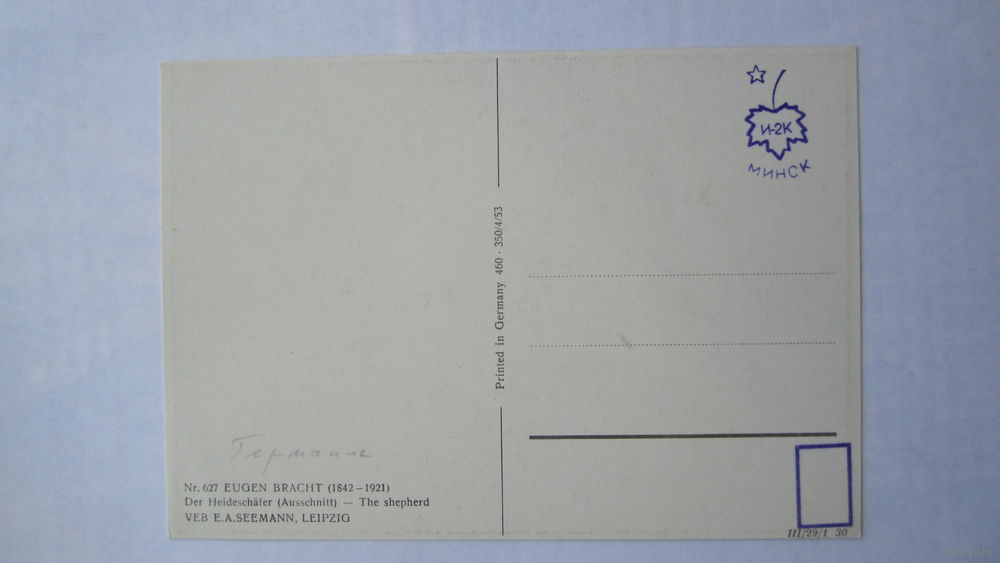 И-2К
МИНСК
Printed in Germany 460 · 350/4/53
Германия
Nr. 627 EUGEN BRACHT (1842–1921)
Der Heideschäfer (Ausschnitt) — The shepherd
VEB E.A.SEEMANN, LEIPZIG
III/29/1 30